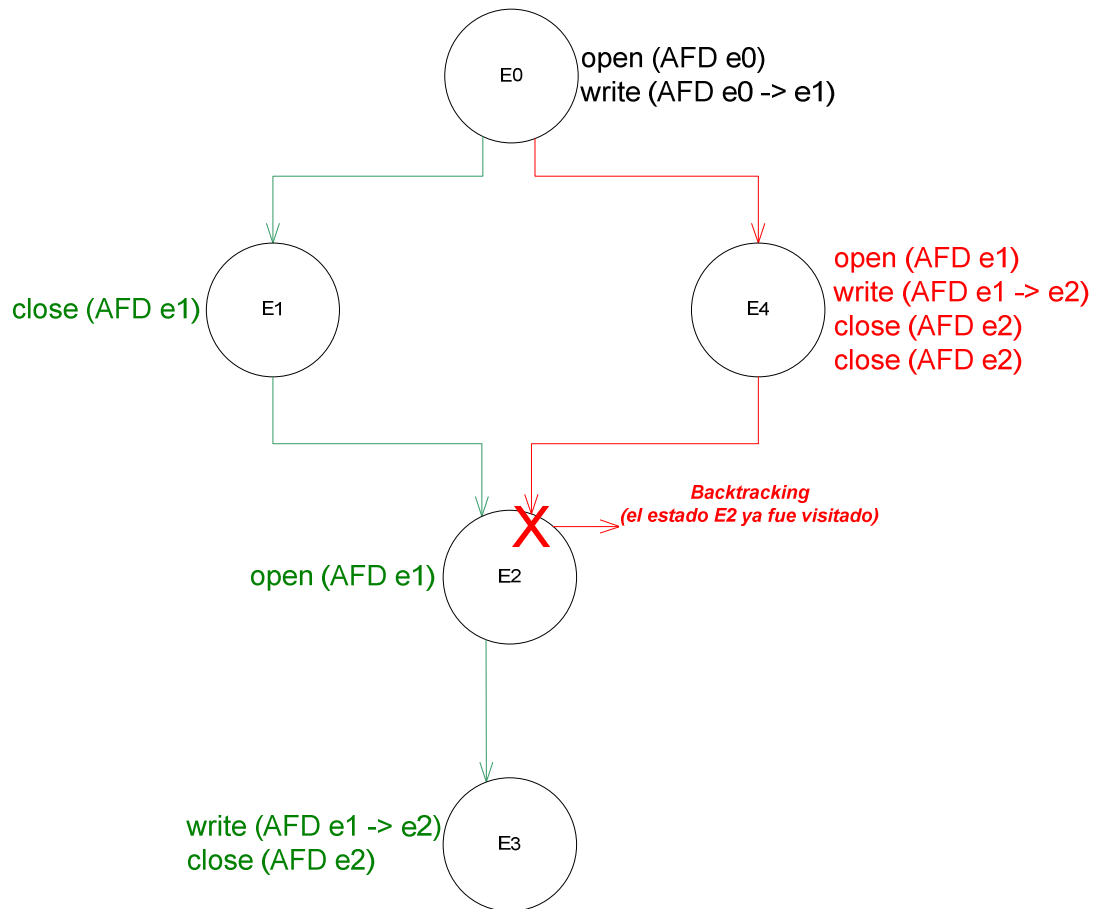 E0
open (AFD e0)
write (AFD e0 -> e1)
close (AFD e1)
E1
E4
open (AFD e1)
write (AFD e1 -> e2)
close (AFD e2)
close (AFD e2)
Backtracking
(el estado E2 ya fue visitado)
X
open (AFD e1)
E2
write (AFD e1 -> e2)
close (AFD e2)
E3